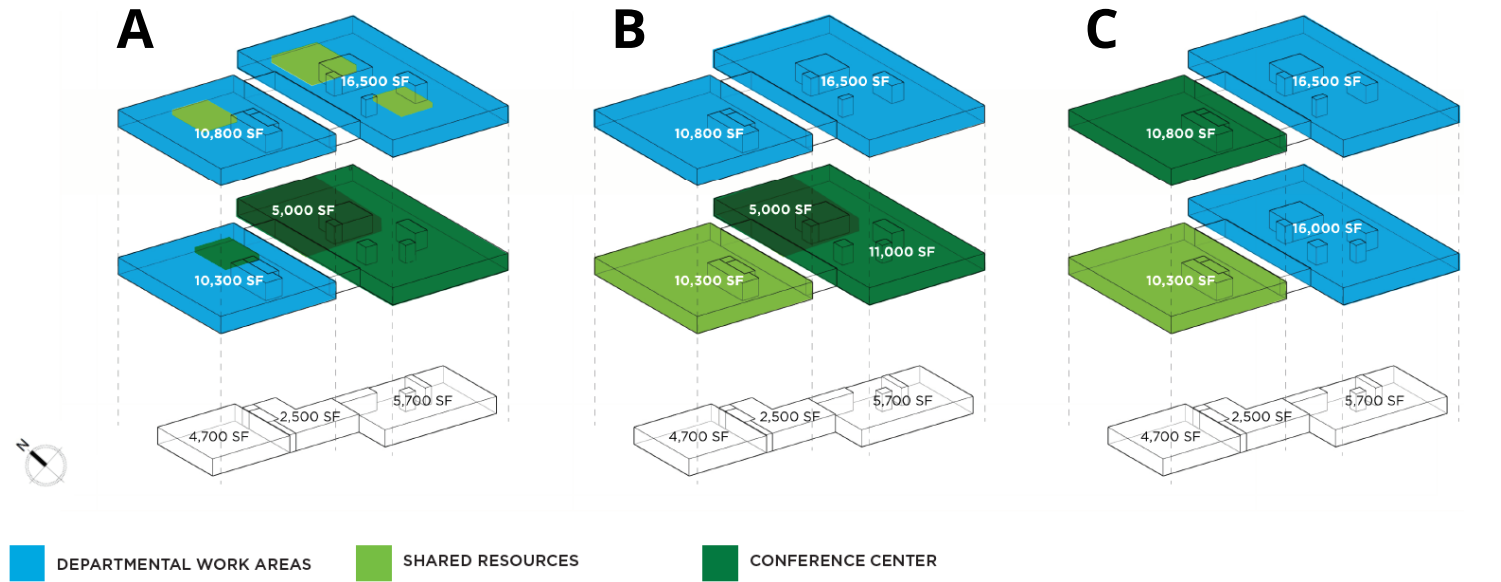 A
B
C
16,500 SF
10,800 SF
5,000 SF
10,300 SF
5,700 SF
2,500 SF
4,700 SF
16,500 SF
10,800 SF
5,000 SF
11,000 SF
10,300 SF
5,700 SF
2,500 SF
4,700 SF
16,500 SF
10,800 SF
16,000 SF
10,300 SF
5,700 SF
2,500 SF
4,700 SF
N
DEPARTMENTAL WORK AREAS
SHARED RESOURCES
CONFERENCE CENTER